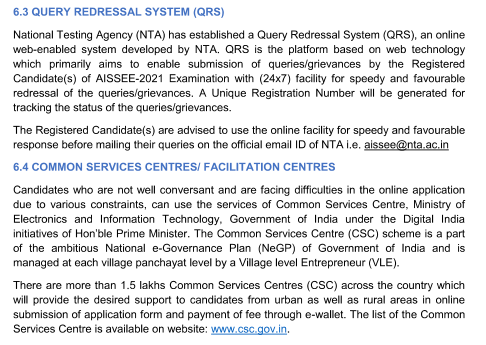 6.3 QUERY REDRESSAL SYSTEM (QRS)
National Testing Agency (NTA) has established a Query Redressal System (QRS), an online
web-enabled system developed by NTA. QRS is the platform based on web technology
which primarily aims to enable submission of queries/grievances by the Registered
Candidate(s) of AISSEE-2021 Examination with (24x7) facility for speedy and favourable
redressal of the queries/grievances. A Unique Registration Number will be generated for
tracking the status of the queries/grievances.
The Registered Candidate(s) are advised to use the online facility for speedy and favourable
response before mailing their queries on the official email ID of NTA i.e. aissee@nta.ac.in
6.4 COMMON SERVICES CENTRES/ FACILITATION CENTRES
Candidates who are not well conversant and are facing difficulties in the online application
due to various constraints, can use the services of Common Services Centre, Ministry of
Electronics and Information Technology, Government of India under the Digital India
initiatives of Hon'ble Prime Minister. The Common Services Centre (CSC) scheme is a part
of the ambitious National e-Governance Plan (NeGP) of Government of India and is
managed at each village panchayat level by a Village level Entrepreneur (VLE).
There are more than 1.5 lakhs Common Services Centres (CSC) across the country which
will provide the desired support to candidates from urban as well as rural areas in online
submission of application form and payment of fee through e-wallet. The list of the Common
Services Centre is available on website: www.csc.gov.in.